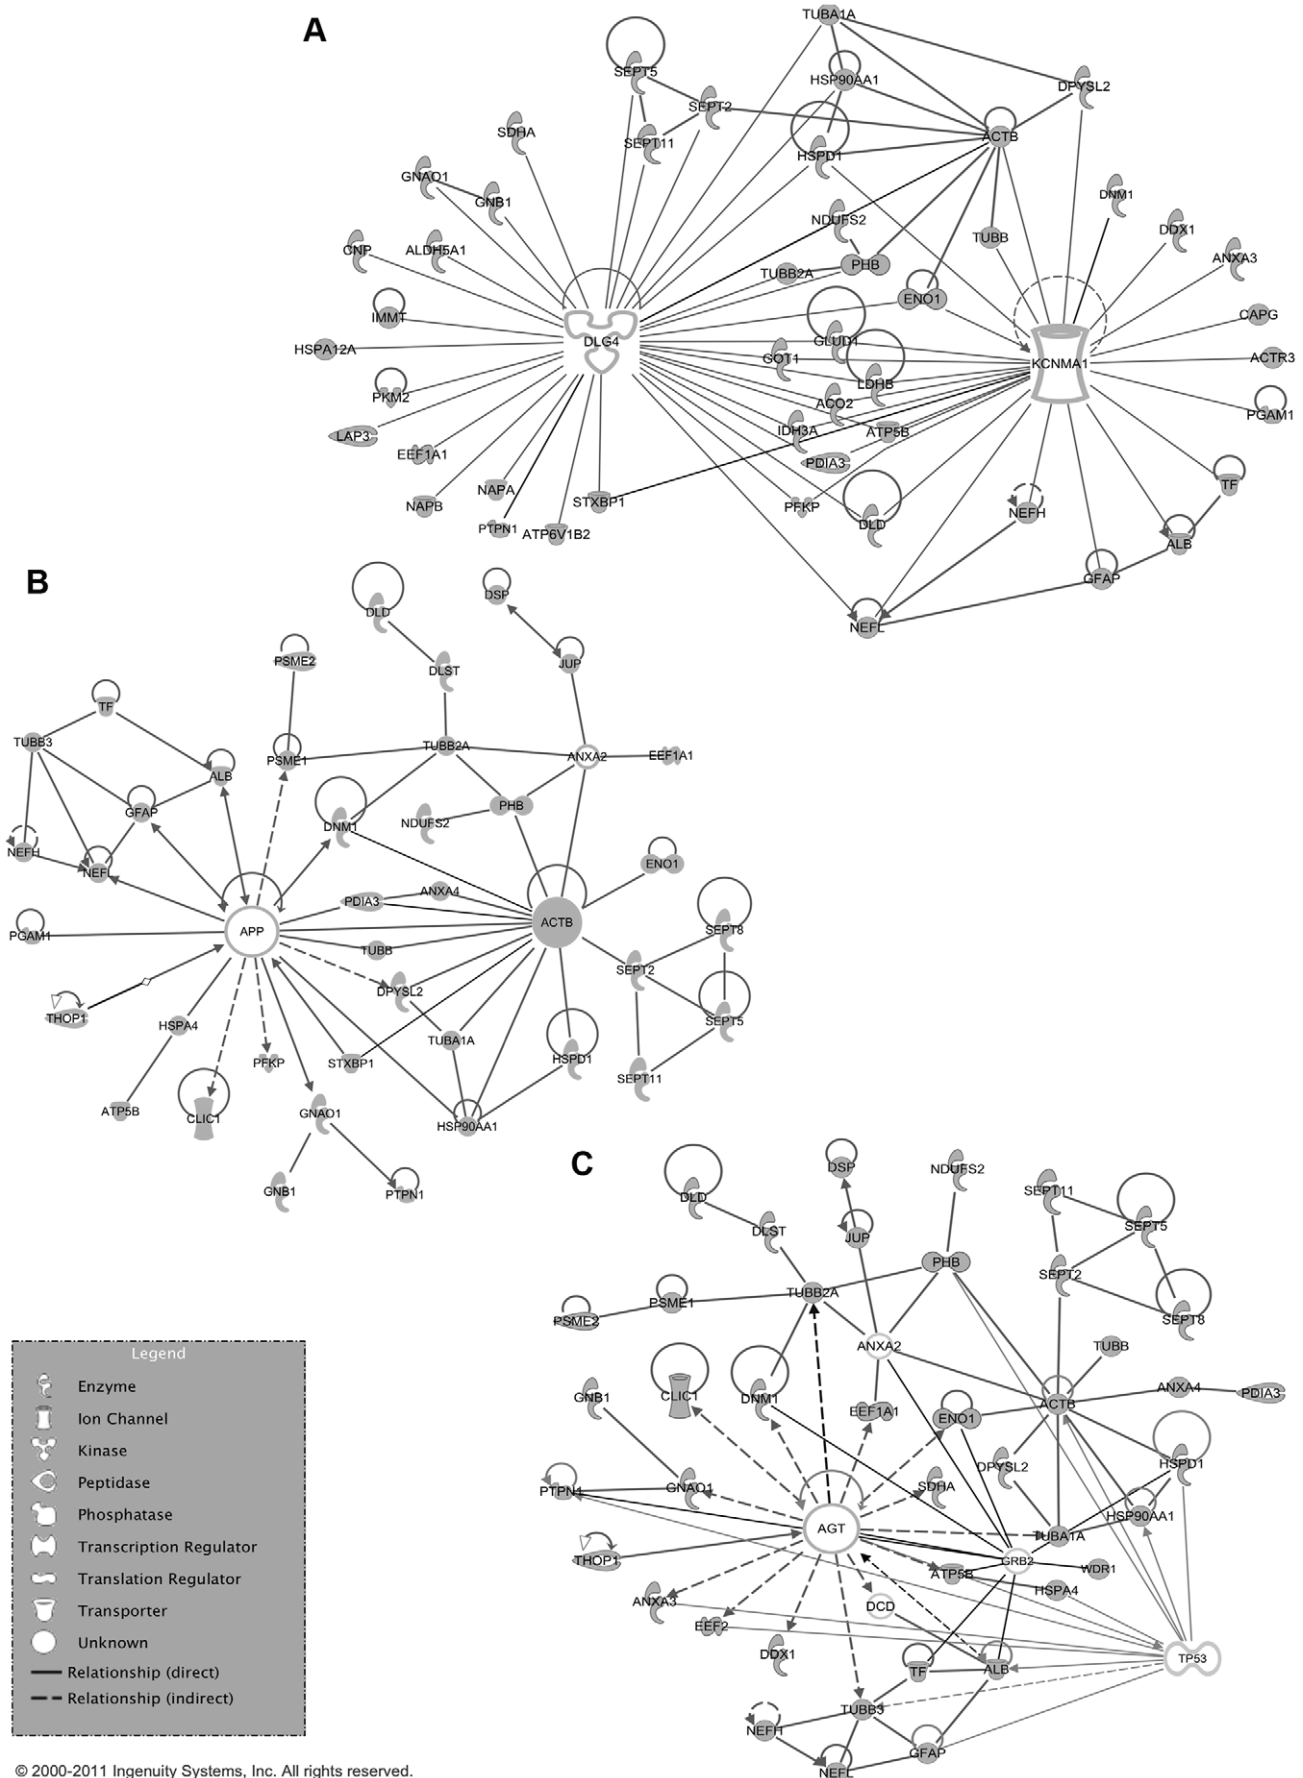 A
TUBA1A
SEPT5
HSP90AA1
DPYSL2
SEPT2
SDHA
SEPT11
HSPD1
ACTB
GNAO1
GNB1
DNM1
NDUFS2
DDX1
CNP
ALDH5A1
TUBB
ANXA3
TUBB2A
PHB
ENO1
IMMT
CAPG
HSPA12A
DLG4
GLUD1
GOT1
KCNMA1
ACTR3
PKM2
LDHB
ACO2
PGAM1
LAP3
IDH3A
ATP5B
EEF1A1
PDIA3
NAPA
TF
NAPB
STXBP1
PFKP
NEFH
PTPN1
ATP6V1B2
DLD
ALB
GFAP
NEFL
B
DLD
DSP
PSME2
DLST
JUP
TF
TUBB3
TUBB2A
PSME1
ANXA2
EEF1A1
ALB
GFAP
PHB
DNM1
NDUFS2
NEFH
NEFL
ENO1
PDIA3
ANXA4
ACTB
PGAM1
APP
SEPT8
TUBB
SEPT2
DPYSL2
THOP1
HSPA4
SEPT5
TUBA1A
PFKP
STXBP1
HSPD1
SEPT11
ATP5B
CLIC1
GNAO1
HSP90AA1
GNB1
PTPN1
C
DSP
NDUFS2
DLD
SEPT11
DLST
JUP
SEPT5
PHB
SEPT2
PSME1
TUBB2A
PSME2
SEPT8
ANXA2
TUBB
GNB1
CLIC1
DNM1
EEF1A1
ENO1
ACTB
ANXA4
PDIA3
DPYSL2
HSPD1
PTPN1
GNAO1
SDHA
HSP90AA1
AGT
TUBA1A
THOP1
GRB2
ATP5B
WDR1
HSPA4
ANXA3
DCD
EEF2
DDX1
TP53
TF
ALB
TUBB3
NEFH
GFAP
NEFL
Legend
Enzyme
Ion Channel
Kinase
Peptidase
Phosphatase
Transcription Regulator
Translation Regulator
Transporter
Unknown
Relationship (direct)
Relationship (indirect)
© 2000-2011 Ingenuity Systems, Inc. All rights reserved.